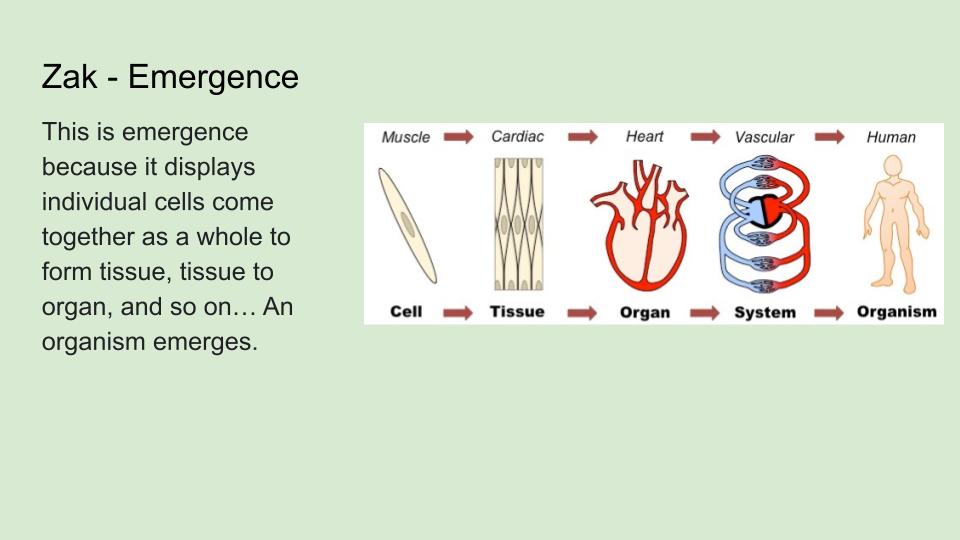 Zak - Emergence
This is emergence
because it displays
individual cells come
together as a whole to
form tissue, tissue to
organ, and so on… An
organism emerges.
Muscle Cardiac Heart Vascular Human
Cell Tissue Organ System Organism